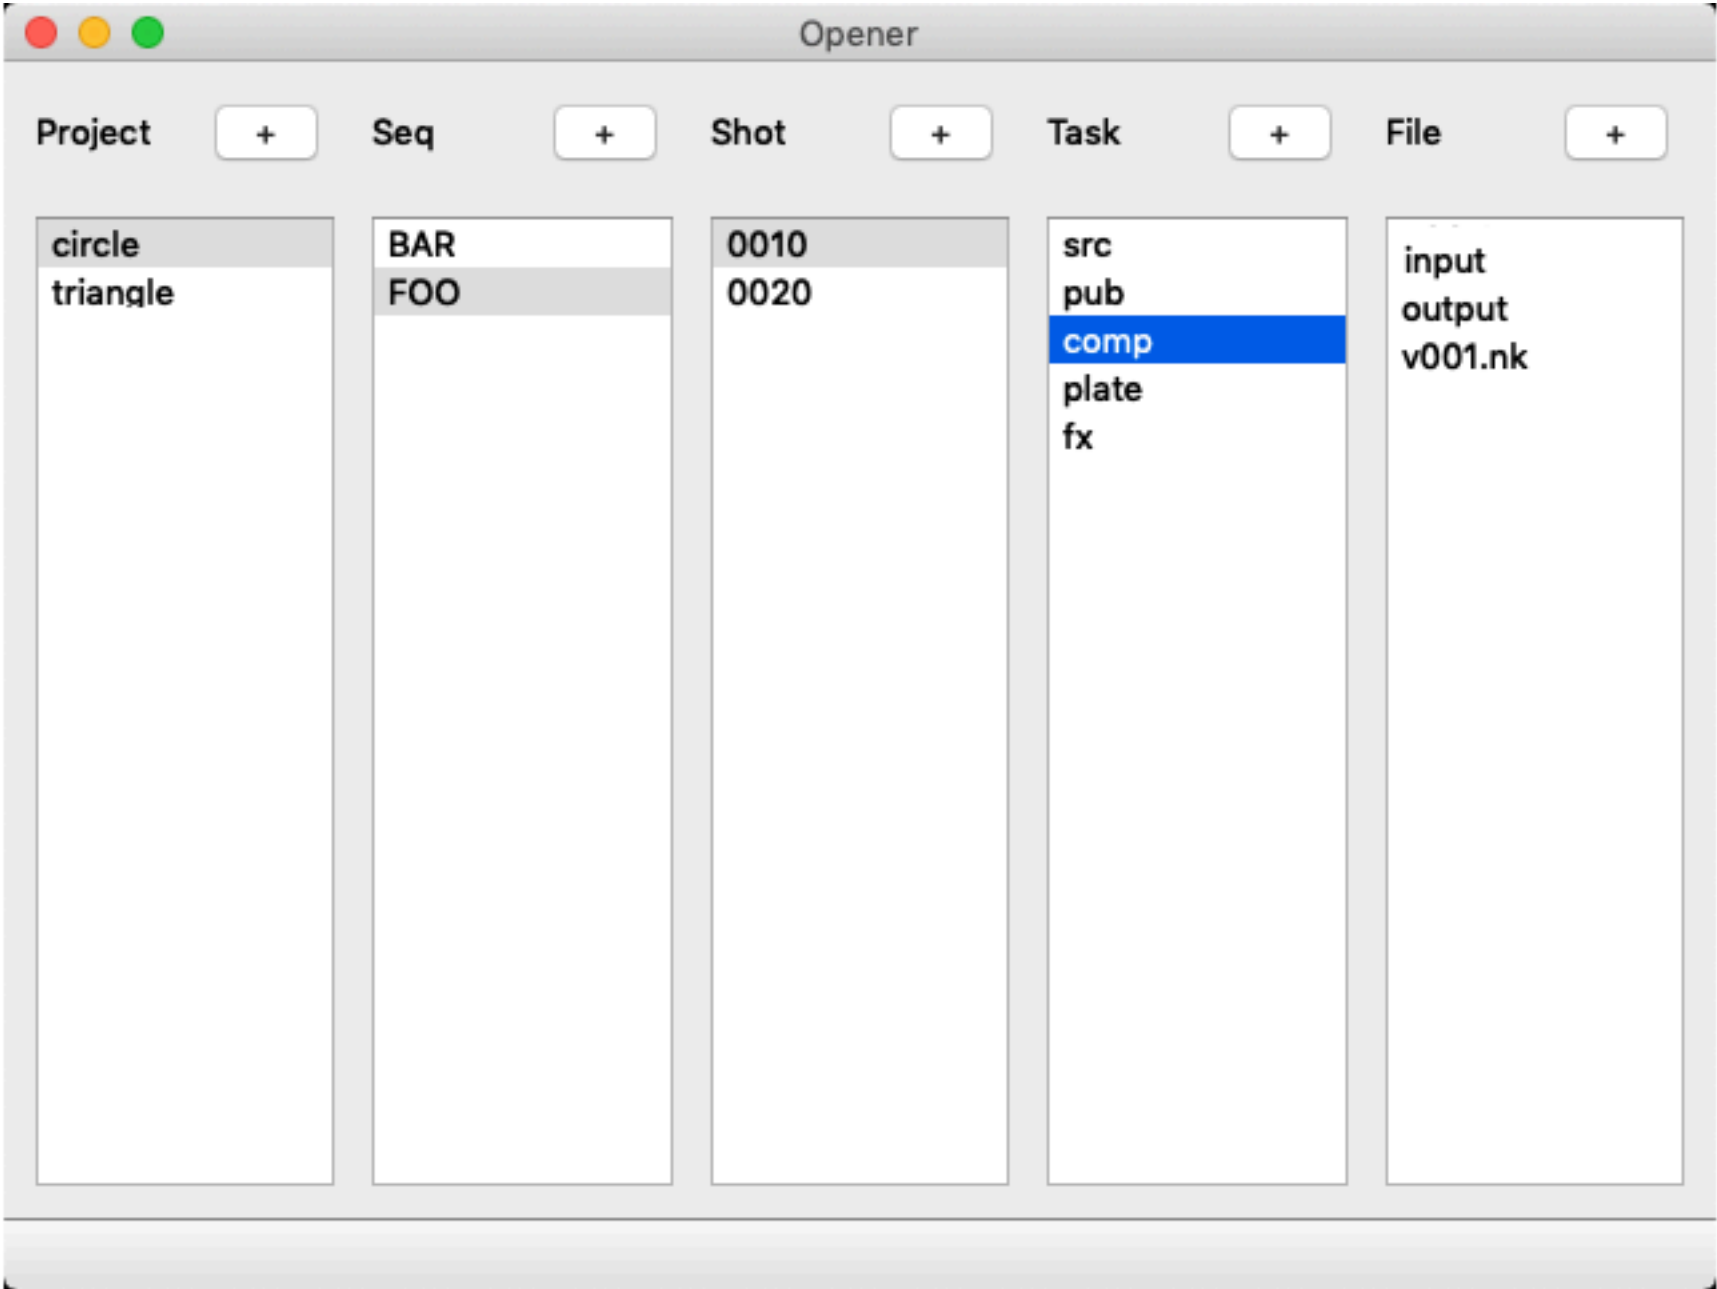 Opener
Project + Seq + Shot + Task + File +
circle BAR 0010 src input
triangle FOO 0020 pub output
comp v001.nk
plate
fx